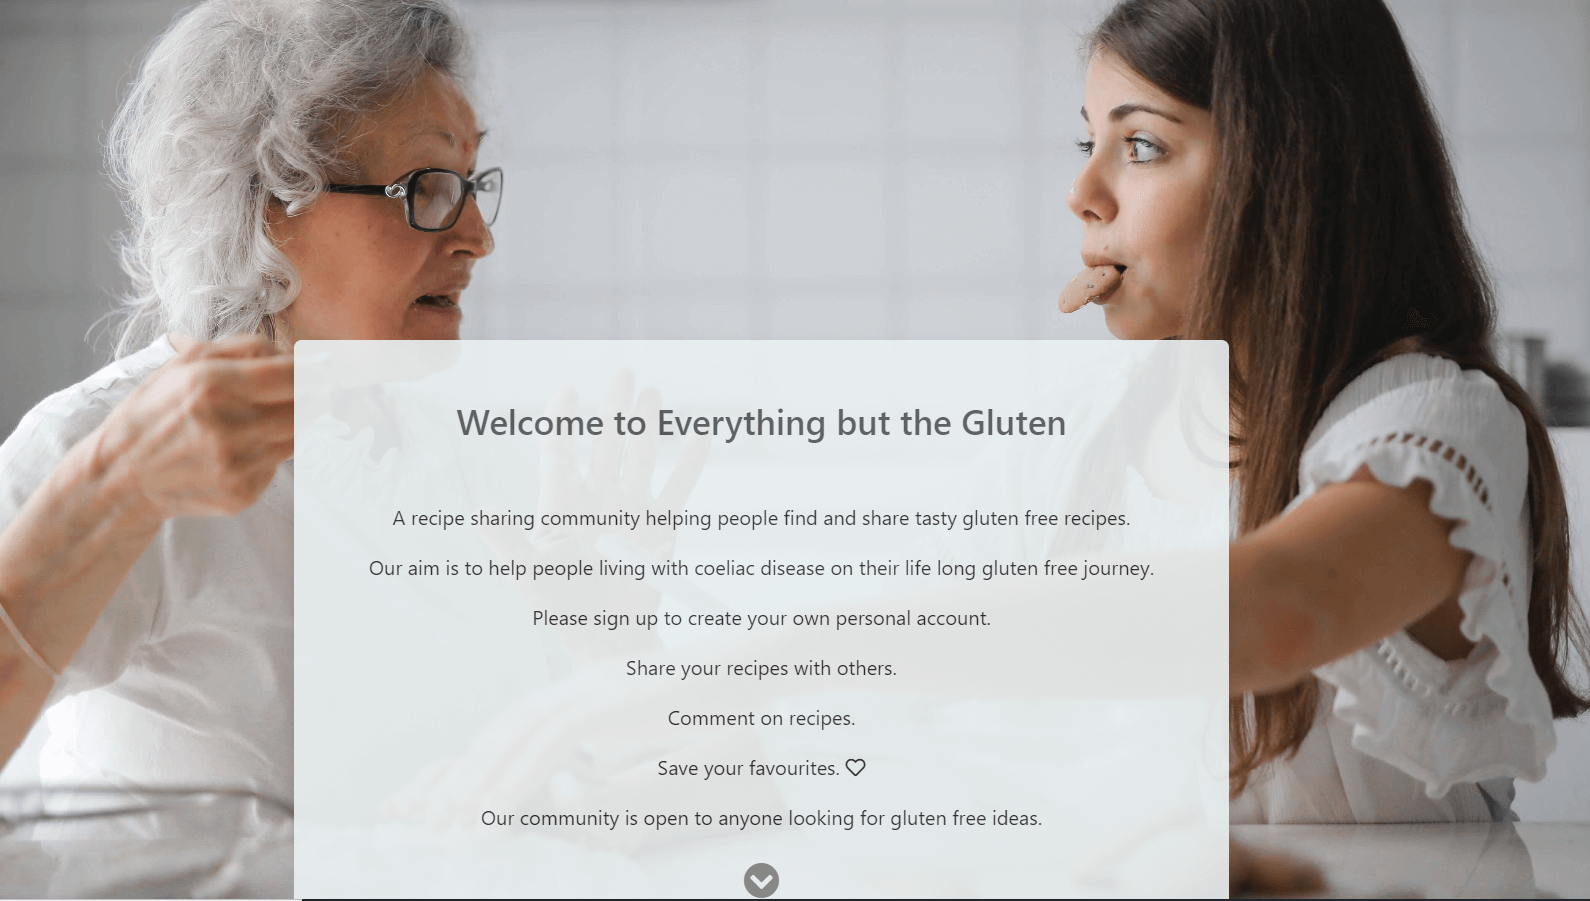 Welcome to Everything but the Gluten
A recipe sharing community helping people find and share tasty gluten free recipes.
Our aim is to help people living with coeliac disease on their life long gluten free journey.
Please sign up to create your own personal account.
Share your recipes with others.
Comment on recipes.
Save your favourites.
Our community is open to anyone looking for gluten free ideas.